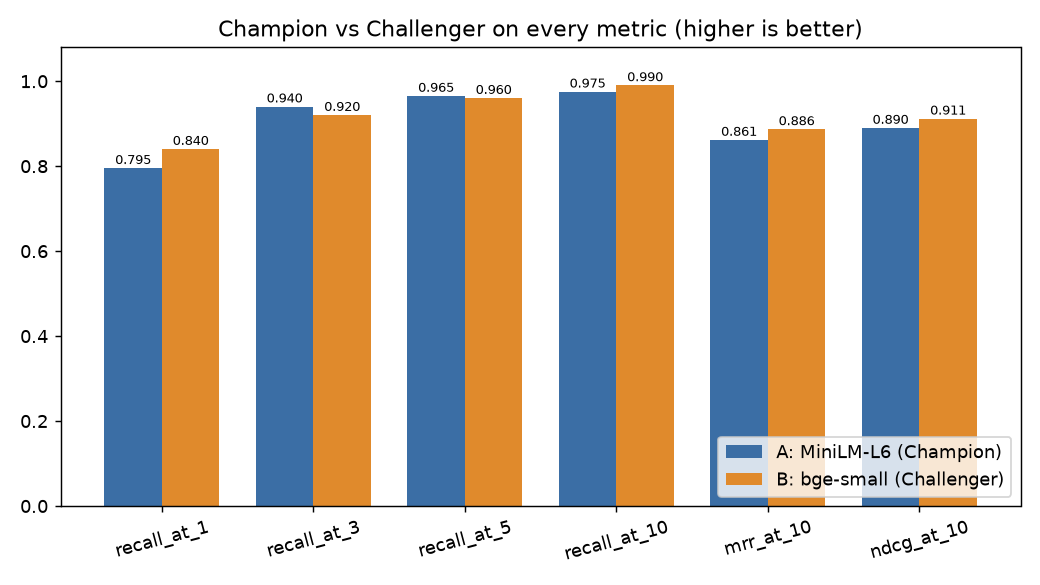 Champion vs Challenger on every metric (higher is better)
1.0
0.8
0.6
0.4
0.2
0.0
0.795
0.840
0.940
0.920
0.965
0.960
0.975
0.990
0.861
0.886
0.890
0.911
A: MiniLM-L6 (Champion)
B: bge-small (Challenger)
recall_at_1
recall_at_3
recall_at_5
recall_at_10
mrr_at_10
ndcg_at_10